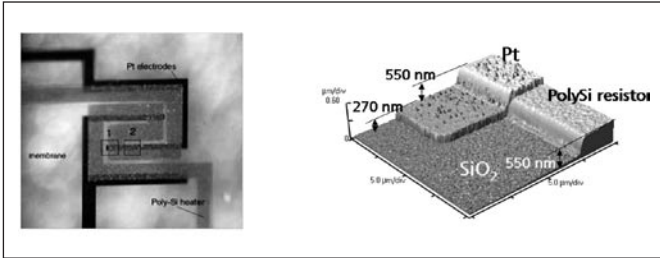 Pt electrodes
1 2
membrane
Poly-Si heater
Pt
550 nm
PolySi resistor
µm/div
0.60
270 nm
SiO2
550 nm
5.0 µm/div
5.0 µm/div